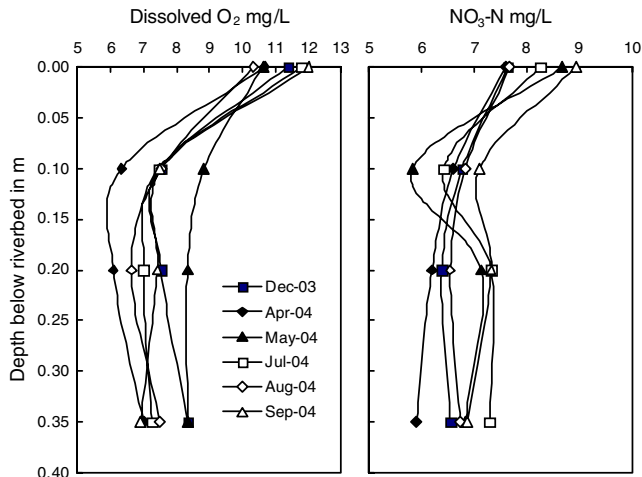 Dissolved O2 mg/L
NO3-N mg/L
5 6 7 8 9 10 11 12 13
5 6 7 8 9 10
0.00
0.05
0.10
0.15
0.20
0.25
0.30
0.35
0.40
Depth below riverbed in m
Dec-03
Apr-04
May-04
Jul-04
Aug-04
Sep-04